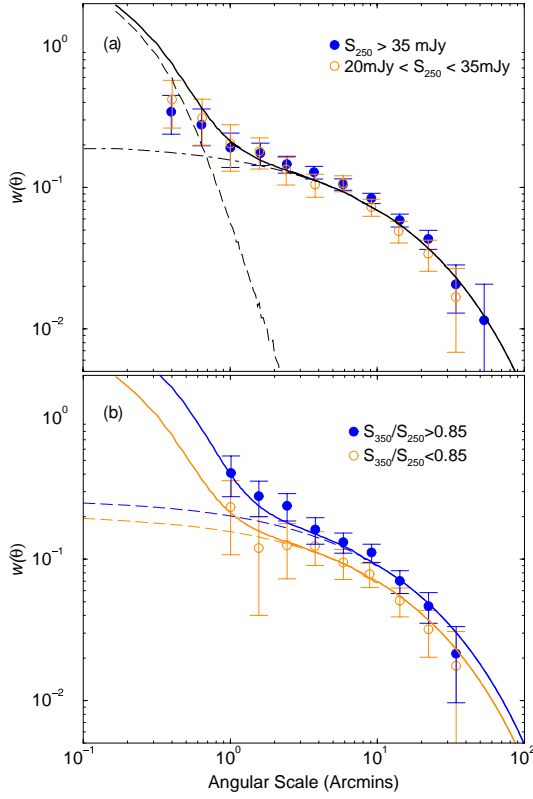 (a)
S₂₅₀ > 35 mJy
20mJy < S₂₅₀ < 35mJy
10⁰
w(θ)
10⁻¹
10⁻²
(b)
S₃₅₀/S₂₅₀>0.85
S₃₅₀/S₂₅₀<0.85
10⁰
w(θ)
10⁻¹
10⁻²
10⁻¹ 10⁰ 10¹ 10²
Angular Scale (Arcmins)